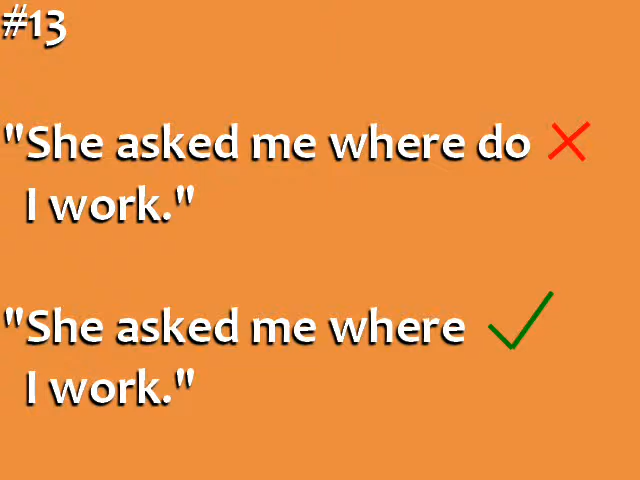 #13
"She asked me where do
I work."
"She asked me where
I work."